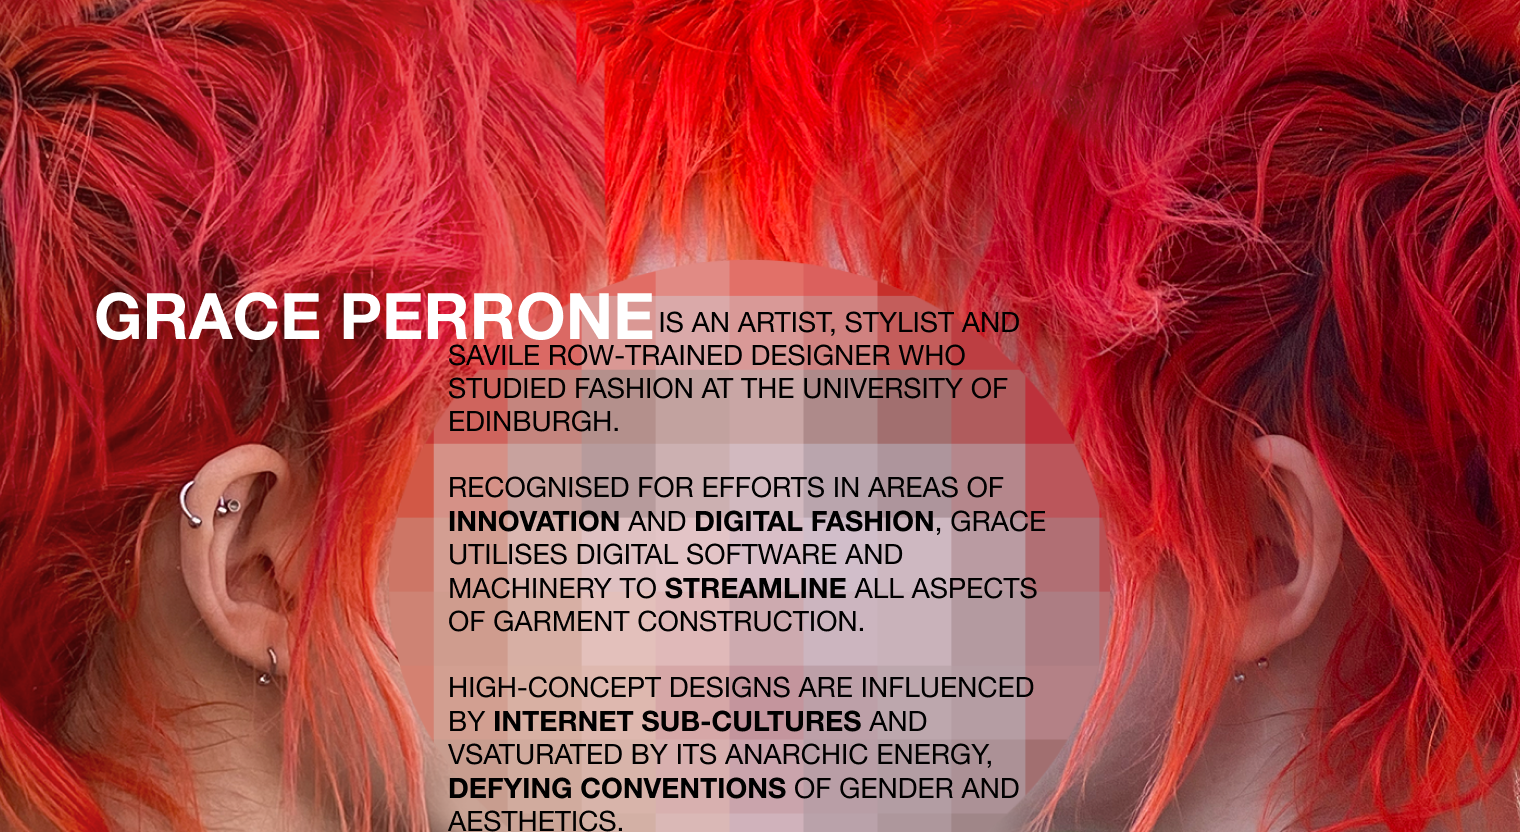 GRACE PERRONE IS AN ARTIST, STYLIST AND
SAVILE ROW-TRAINED DESIGNER WHO
STUDIED FASHION AT THE UNIVERSITY OF
EDINBURGH.
RECOGNISED FOR EFFORTS IN AREAS OF
INNOVATION AND DIGITAL FASHION, GRACE
UTILISES DIGITAL SOFTWARE AND
MACHINERY TO STREAMLINE ALL ASPECTS
OF GARMENT CONSTRUCTION.
HIGH-CONCEPT DESIGNS ARE INFLUENCED
BY INTERNET SUB-CULTURES AND
VSATURATED BY ITS ANARCHIC ENERGY,
DEFYING CONVENTIONS OF GENDER AND
AESTHETICS.